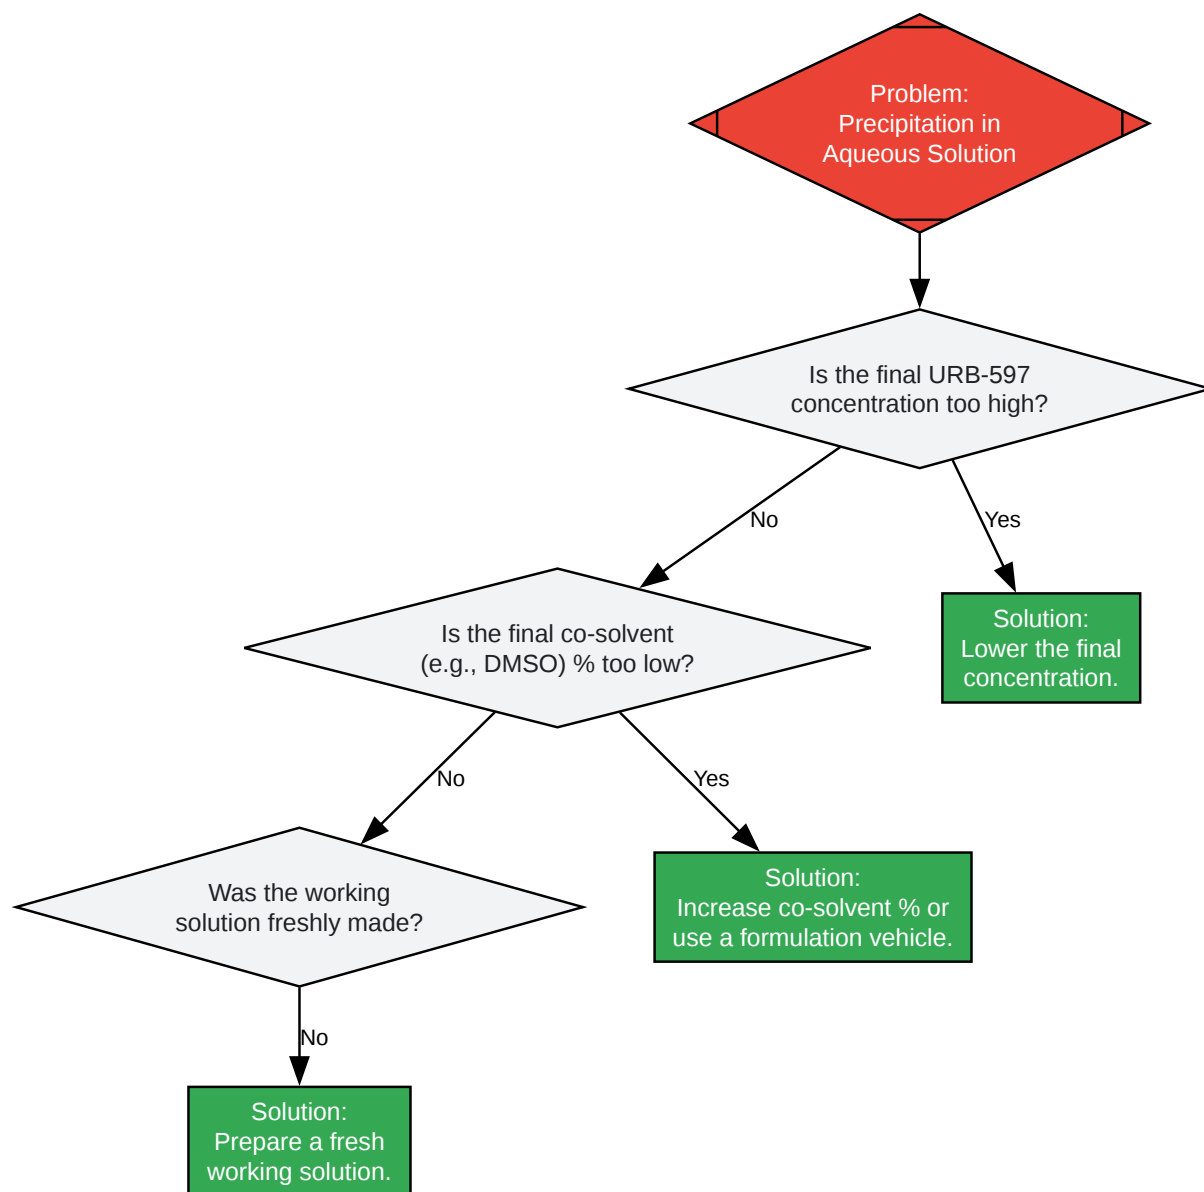 Problem:
Precipitation in
Aqueous Solution
Is the final URB-597
concentration too high?
No
Yes
Is the final co-solvent
(e.g., DMSO) % too low?
Solution:
Lower the final
concentration.
No
Yes
Was the working
solution freshly made?
Solution:
Increase co-solvent % or
use a formulation vehicle.
No
Solution:
Prepare a fresh
working solution.